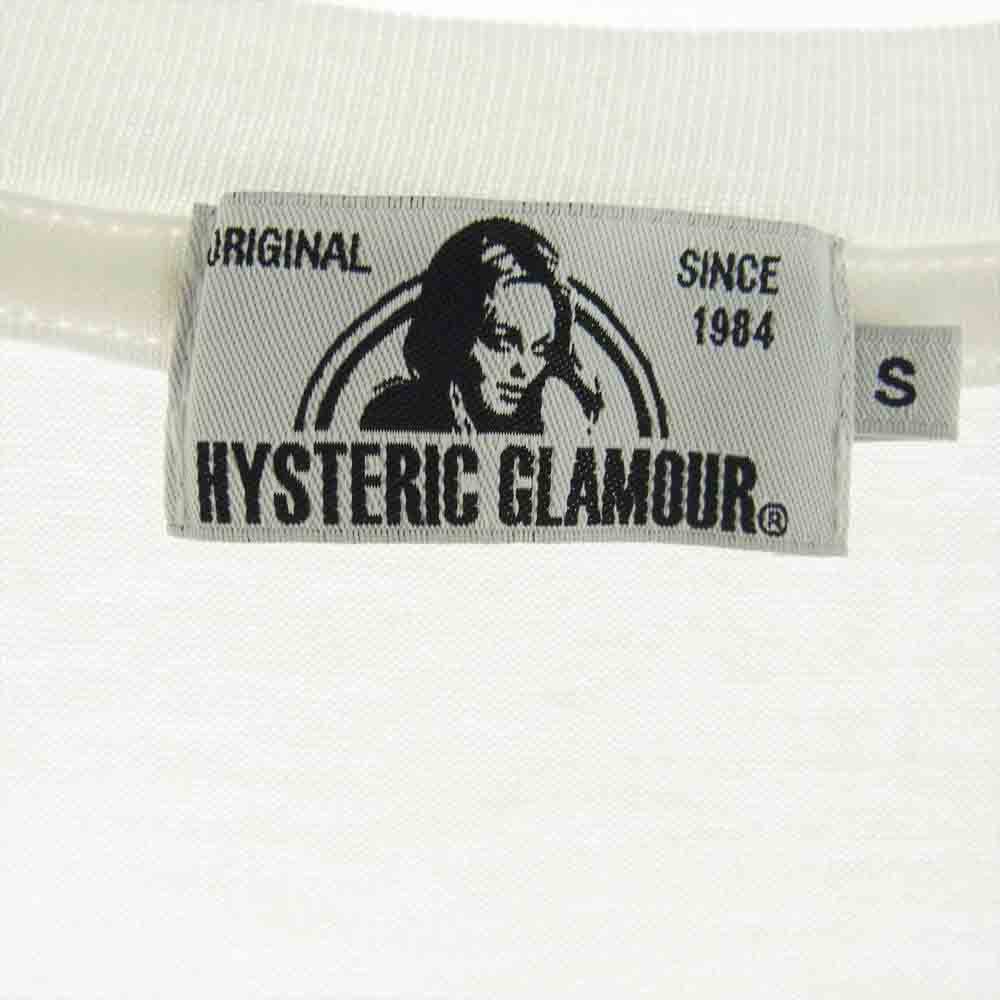 ORIGINAL
SINCE
1984
S
HYSTERIC GLAMOUR®